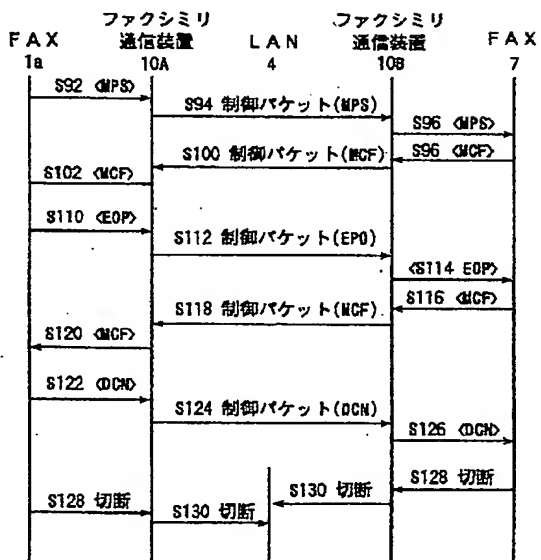 ファクシミリ ファクシミリ
FAX 通信装置 LAN 通信装置 FAX
1a 10A 4 10B 7
S92 <MPS>
S94 制御パケット(MPS)
S96 <MPS>
S100 制御パケット(MCF) S96 <MCF>
S102 <MCF>
S110 <EOP>
S112 制御パケット(EPO)
<S114 EOP>
S116 <MCF>
S118 制御パケット(MCF)
S120 <MCF>
S122 <DCN>
S124 制御パケット(DCN)
S126 <DCN>
S128 切断
S130 切断
S128 切断
S130 切断